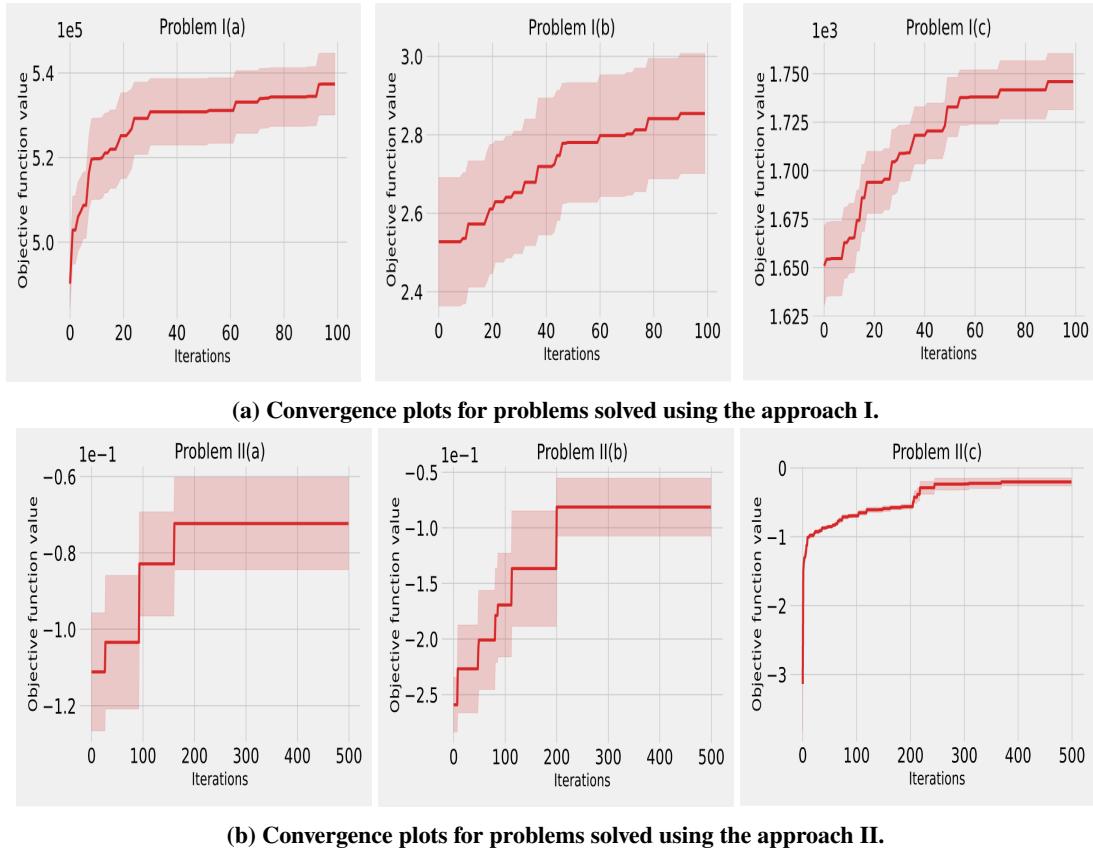 Problem I(a)
1e5
Objective function value
5.4
5.2
5.0
0 20 40 60 80 100
Iterations
Problem I(b)
Objective function value
3.0
2.8
2.6
2.4
0 20 40 60 80 100
Iterations
Problem I(c)
1e3
Objective function value
1.750
1.725
1.700
1.675
1.650
1.625
0 20 40 60 80 100
Iterations
(a) Convergence plots for problems solved using the approach I.
Problem II(a)
1e−1
Objective function value
−0.6
−0.8
−1.0
−1.2
0 100 200 300 400 500
Iterations
Problem II(b)
1e−1
Objective function value
−0.5
−1.0
−1.5
−2.0
−2.5
0 100 200 300 400 500
Iterations
Problem II(c)
Objective function value
0
−1
−2
−3
0 100 200 300 400 500
Iterations
(b) Convergence plots for problems solved using the approach II.